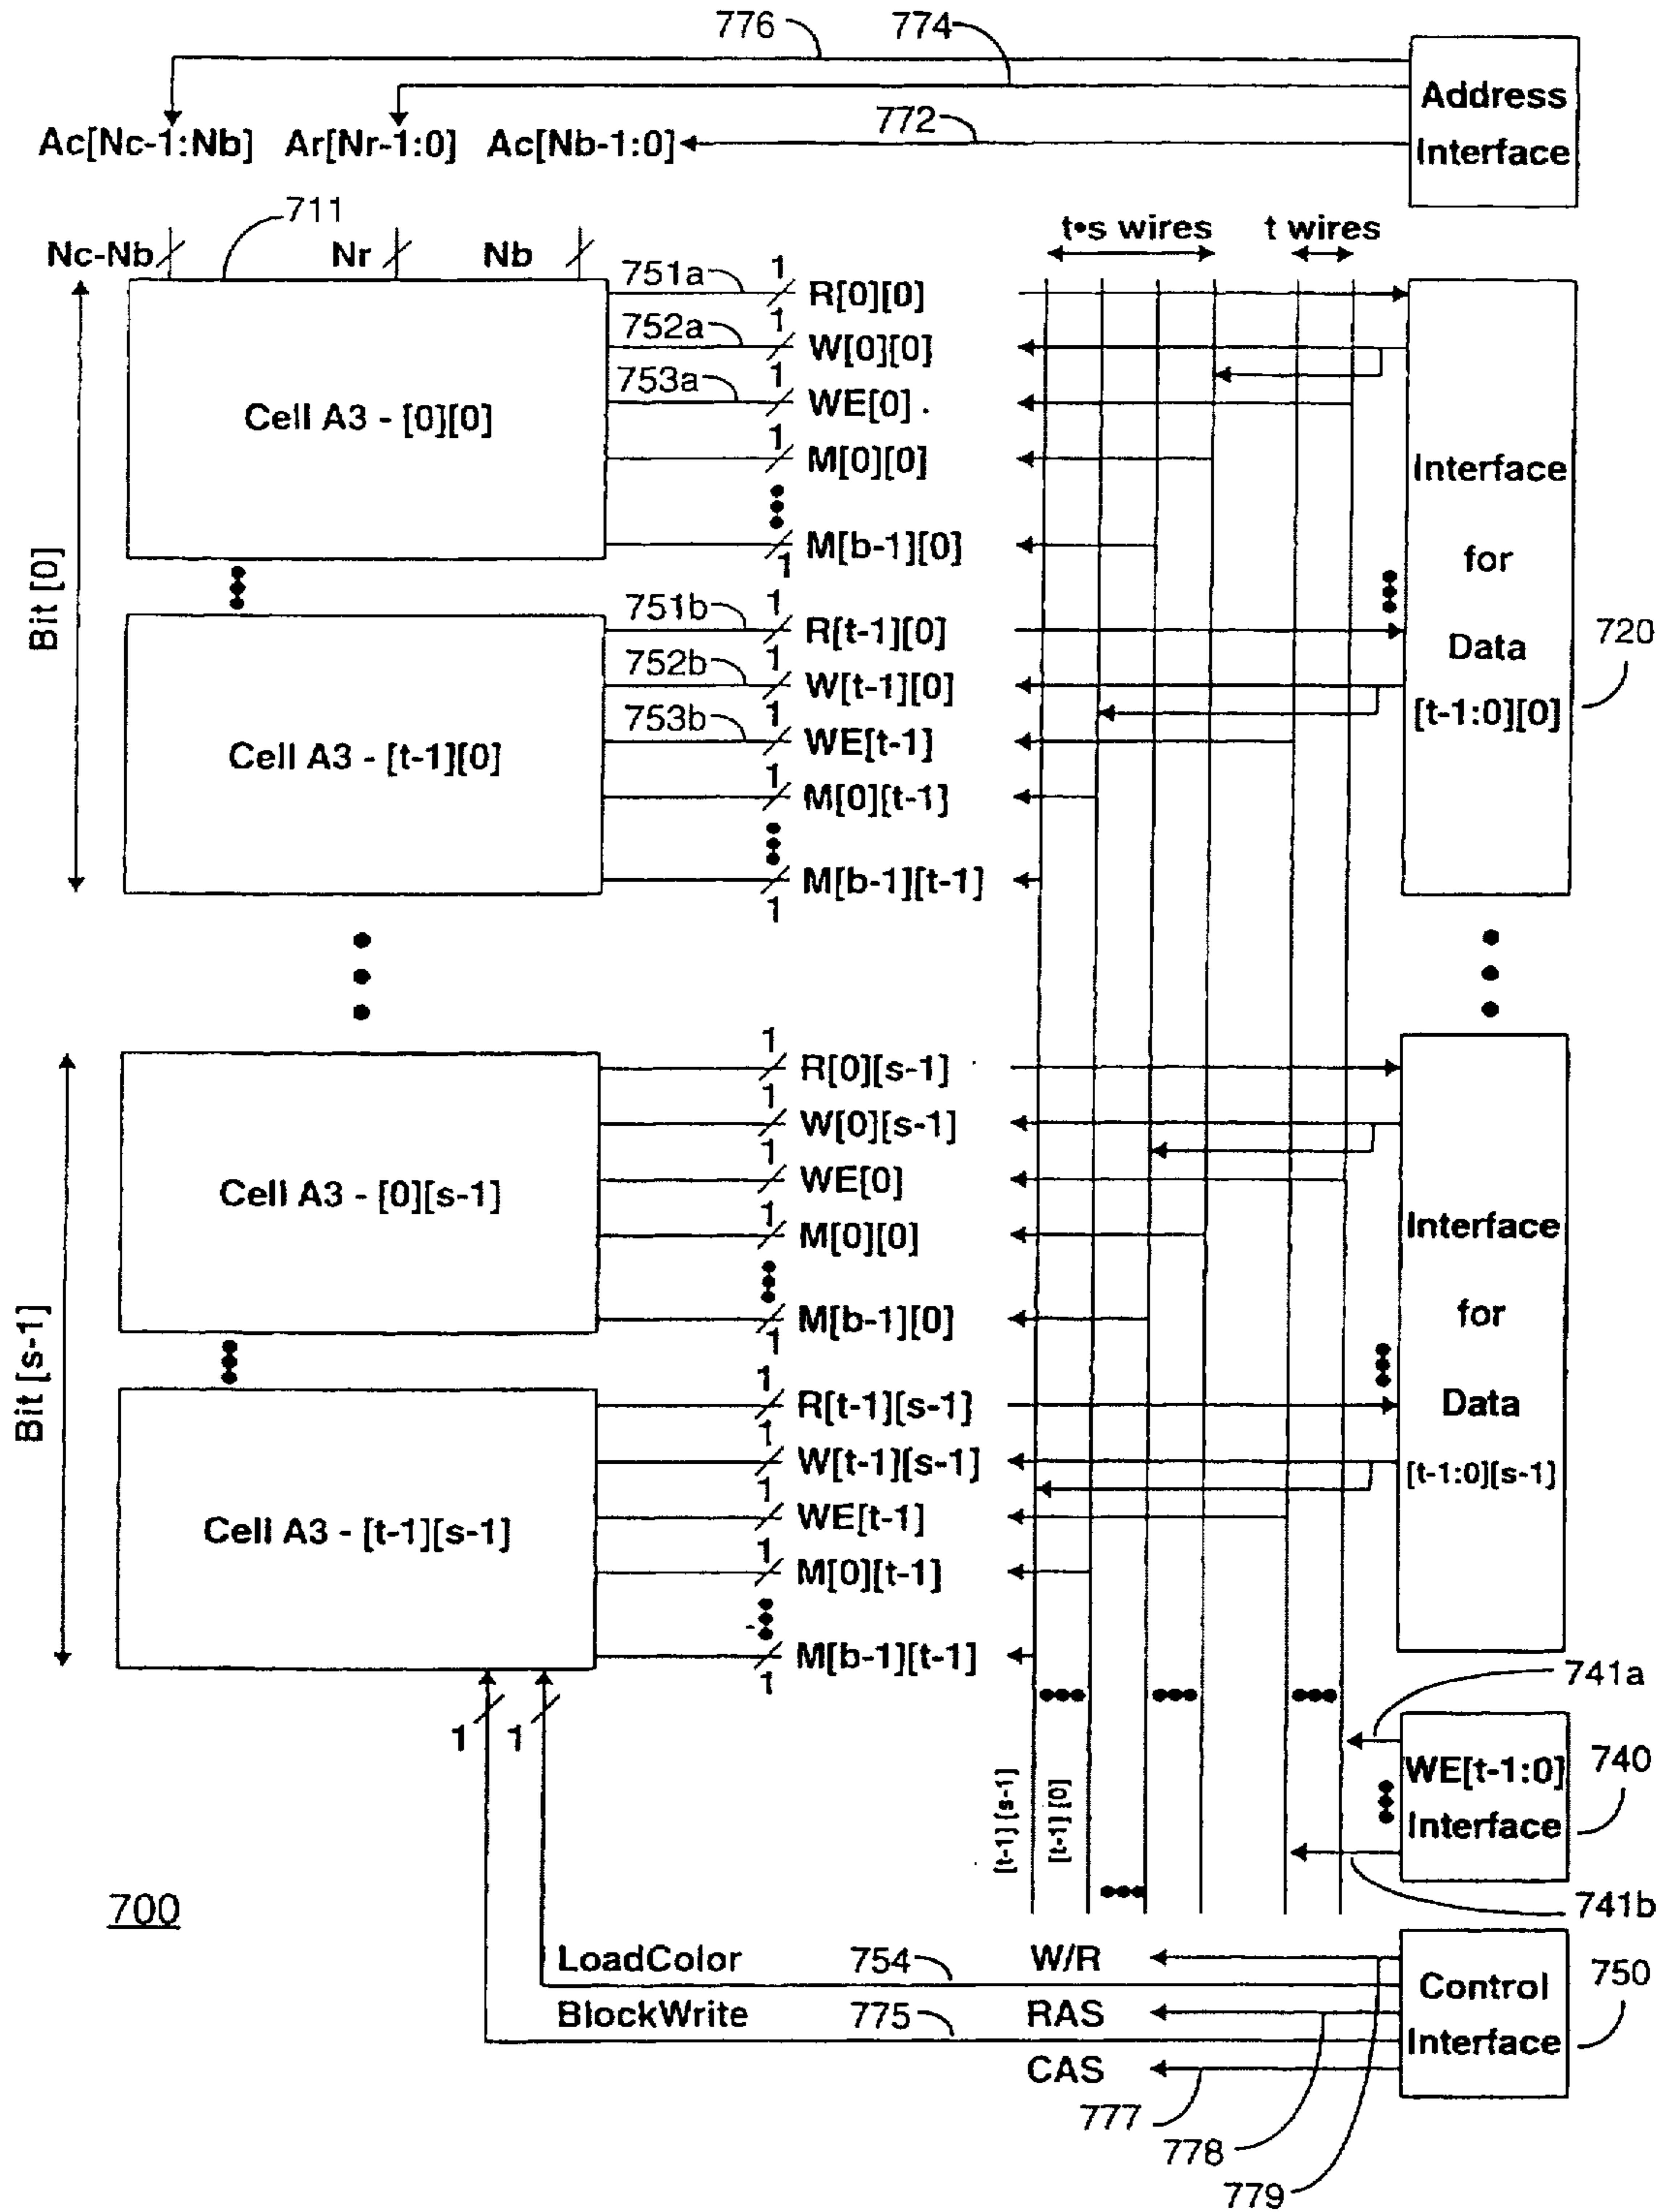 776
774
Address
Interface
772
Ac[Nc-1:Nb] Ar[Nr-1:0] Ac[Nb-1:0]
711
t•s wires
t wires
Nc-Nb
Nr
Nb
751a
1
R[0][0]
752a
1
W[0][0]
753a
1
WE[0]
Cell A3 - [0][0]
1
M[0][0]
M[b-1][0]
1
Interface
for
Data
[t-1:0][0]
720
Bit [0]
751b
1
R[t-1][0]
752b
1
W[t-1][0]
753b
1
WE[t-1]
Cell A3 - [t-1][0]
1
M[0][t-1]
M[b-1][t-1]
1
1
R[0][s-1]
1
W[0][s-1]
1
WE[0]
Cell A3 - [0][s-1]
1
M[0][0]
M[b-1][0]
1
Interface
for
Data
[t-1:0][s-1]
Bit [s-1]
1
R[t-1][s-1]
1
W[t-1][s-1]
1
WE[t-1]
Cell A3 - [t-1][s-1]
1
M[0][t-1]
M[b-1][t-1]
1
1
1
[t-1] [s-1]
[t-1] [0]
741a
WE[t-1:0]
Interface
740
741b
700
LoadColor
754
W/R
BlockWrite
775
RAS
CAS
Control
Interface
750
777
778
779